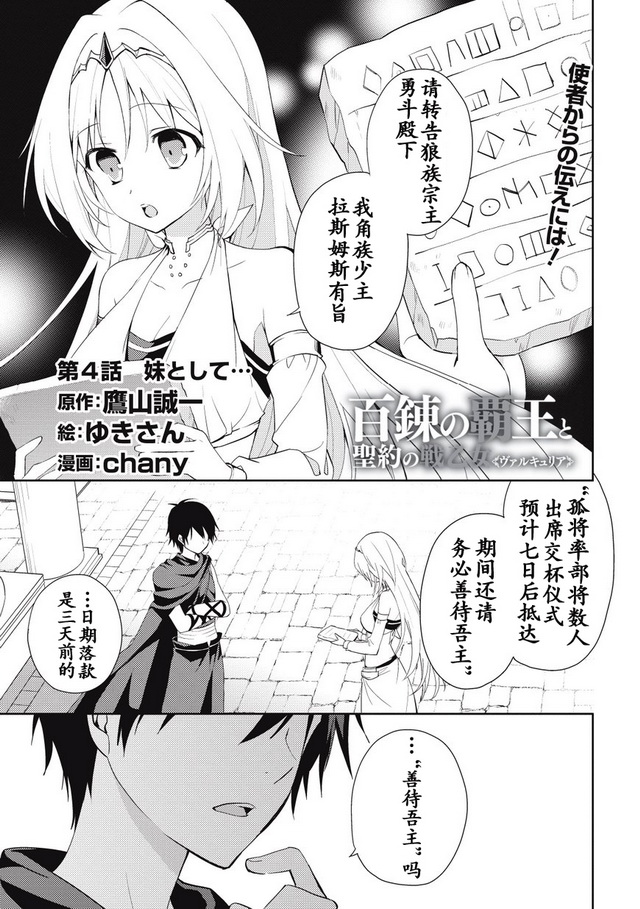 使者からの伝えには!
请转告狼族宗主
勇斗殿下
我角族少主
拉斯姆斯有旨
第4話 妹として…
原作:鷹山誠一
絵:ゆきさん
漫画:chany
百錬の覇王と
聖約の戦乙女《ヴァルキュリア》
“孤将率部将数人
出席交杯仪式
预计七日后抵达
期间还请
务必善待吾主”
…日期落款
是三天前的
…“善待吾主”吗